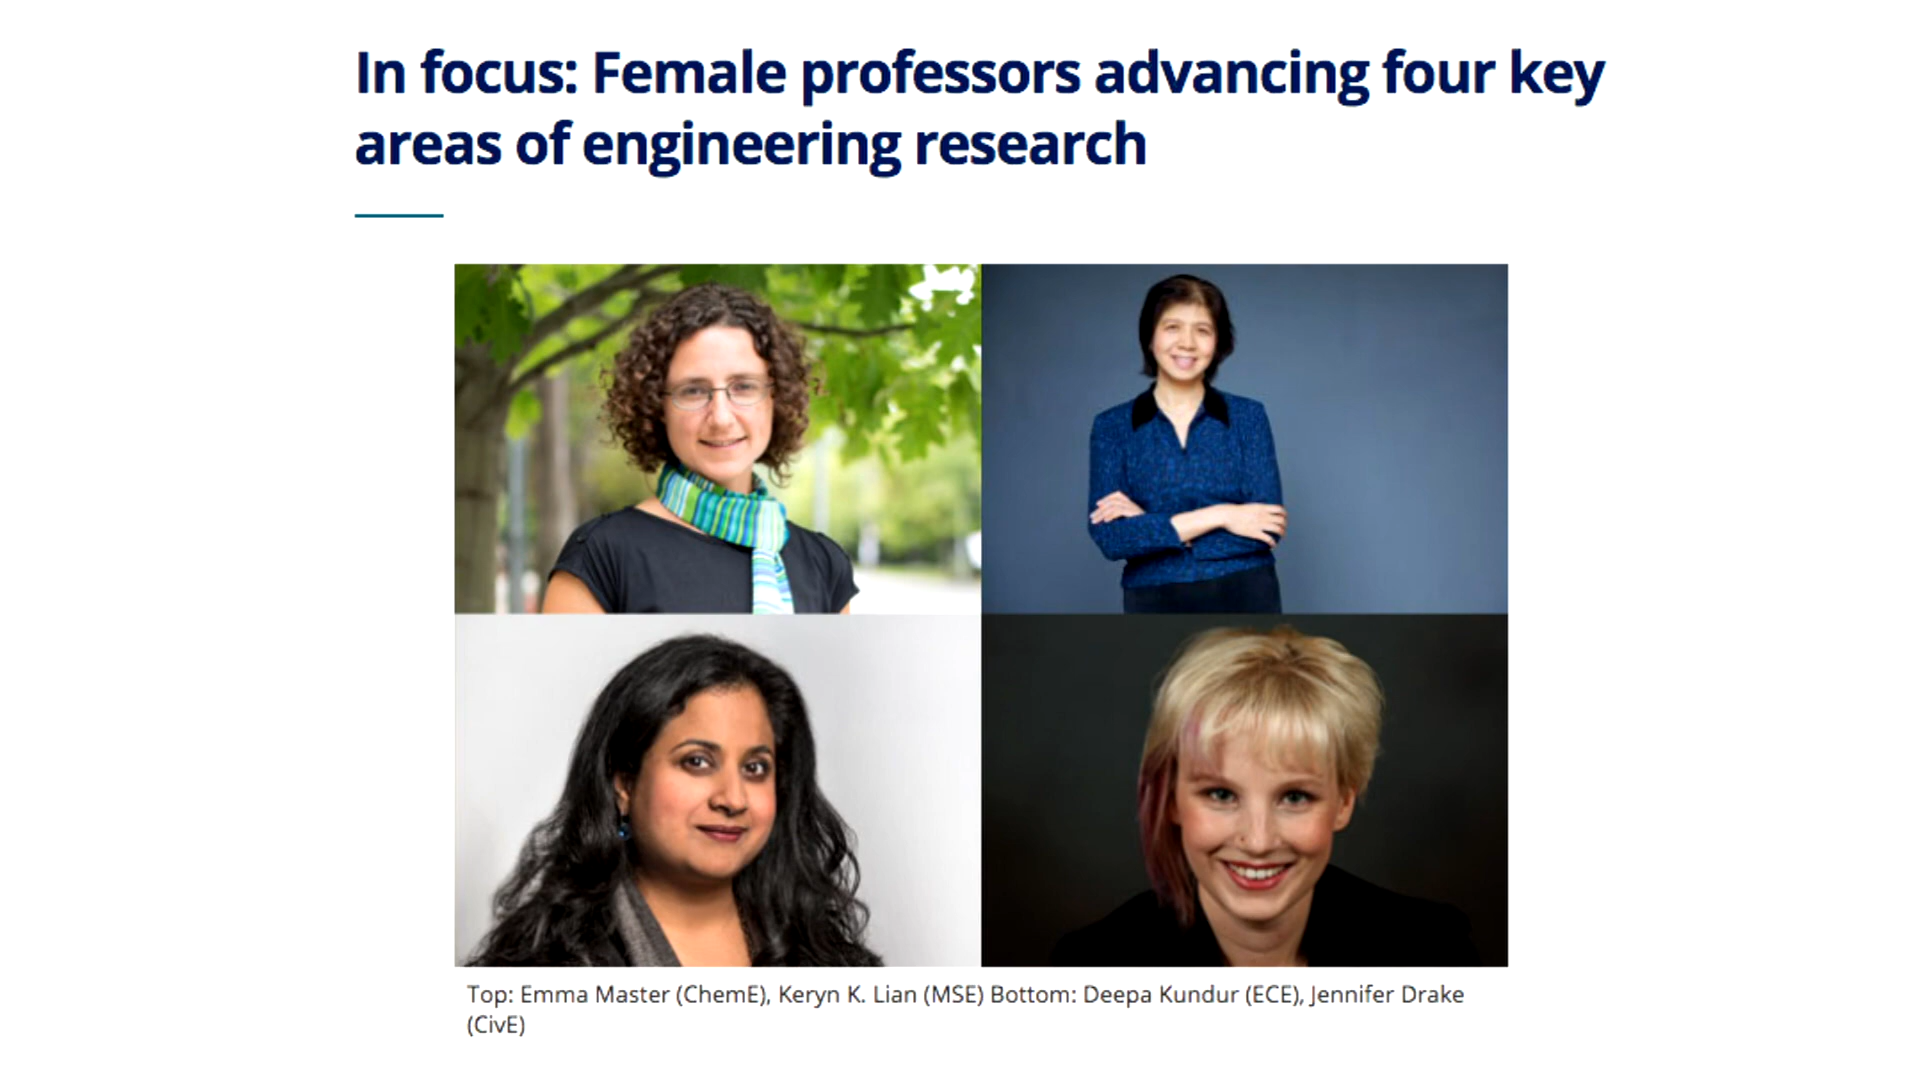 In focus: Female professors advancing four key
areas of engineering research
Top: Emma Master (ChemE), Keryn K. Lian (MSE) Bottom: Deepa Kundur (ECE), Jennifer Drake
(CivE)